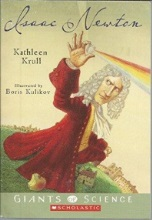 Isaac Newton
Kathleen
Krull
Illustrated by
Boris Kulikov
GIANTS OF SCIENCE
SCHOLASTIC